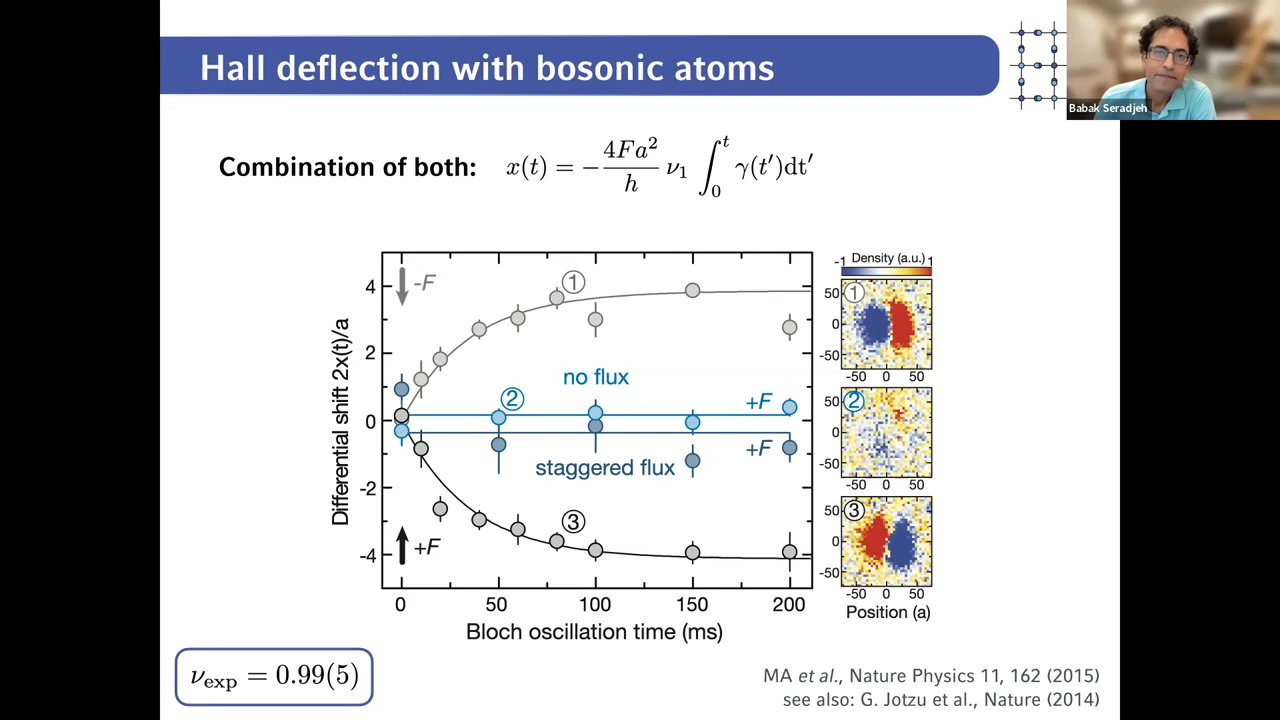 Hall deflection with bosonic atoms
Babak Seradjeh
Combination of both: x(t) = −4Fa²/h ν₁ ∫₀ᵗ γ(t′)dt′
Differential shift 2x(t)/a
4
2
0
-2
-4
-F
1
no flux
2
+F
staggered flux
+F
3
+F
0 50 100 150 200
Bloch oscillation time (ms)
-1 Density (a.u.) 1
1
50
0
-50
-50 0 50
2
50
0
-50
-50 0 50
3
50
0
-50
-50 0 50
Position (a)
ν_exp = 0.99(5)
MA et al., Nature Physics 11, 162 (2015)
see also: G. Jotzu et al., Nature (2014)